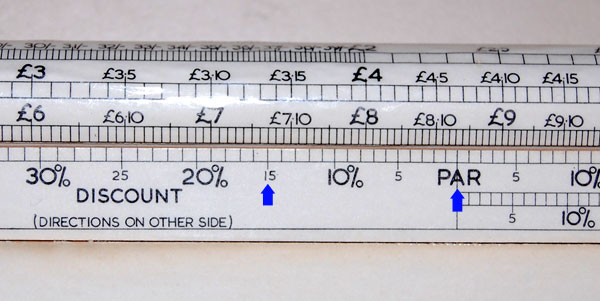 £3 £3;5 £3;10 £3;15 £4 £4;5 £4;10 £4;15
£6 £6;10 £7 £7;10 £8 £8;10 £9 £9;10
30% 25 20% 15 10% 5 PAR 5 10%
DISCOUNT
5 10%
(DIRECTIONS ON OTHER SIDE)